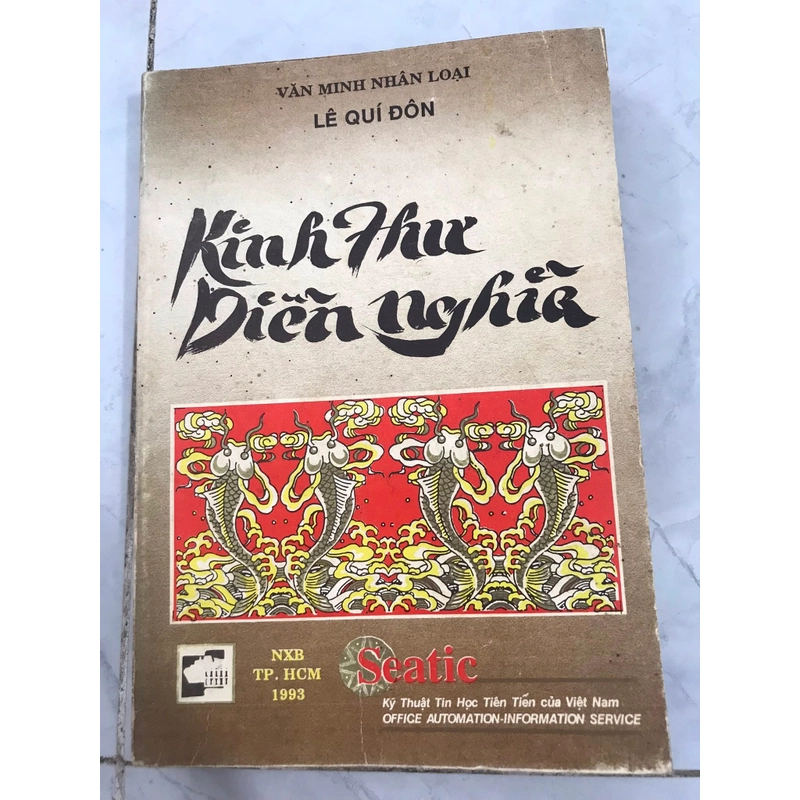 VĂN MINH NHÂN LOẠI
LÊ QUÍ ĐÔN
Kinh Thư
Diễn Nghĩa
NXB
TP. HCM
1993
Seatic
Kỹ Thuật Tin Học Tiên Tiến của Việt Nam
OFFICE AUTOMATION-INFORMATION SERVICE